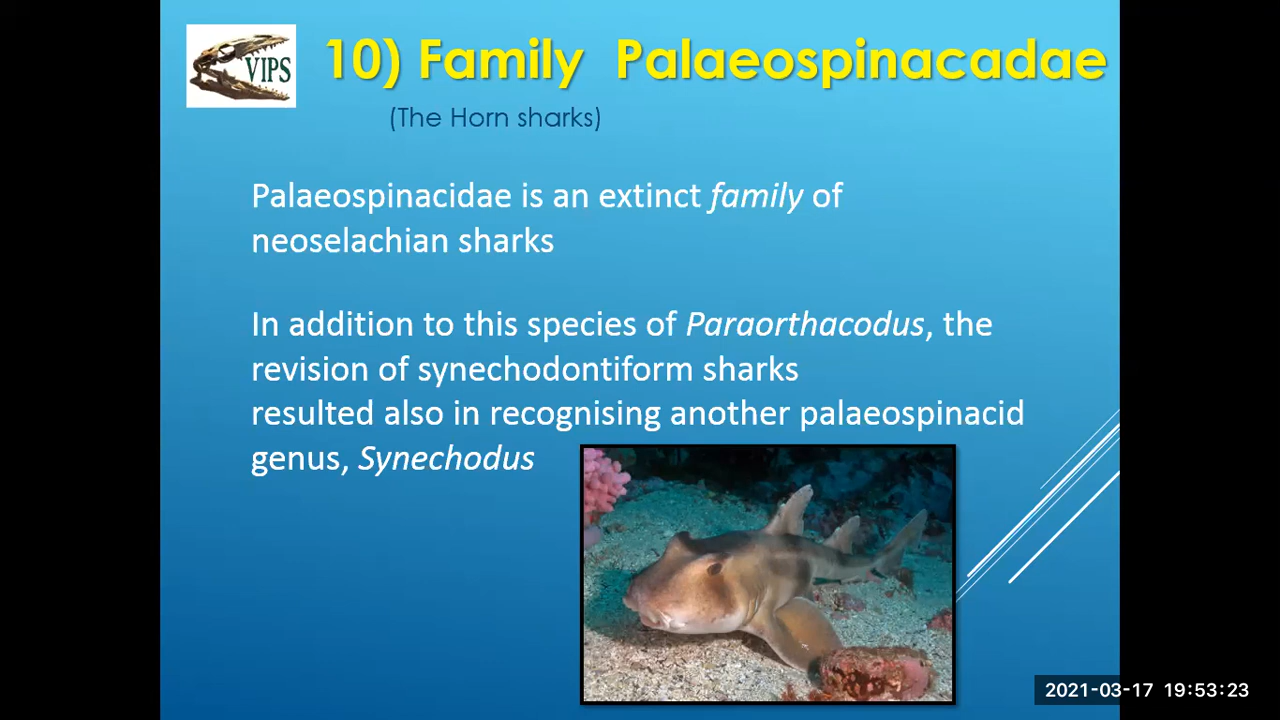 VIPS
10) Family Palaeospinacadae
(The Horn sharks)
Palaeospinacidae is an extinct family of
neoselachian sharks
In addition to this species of Paraorthacodus, the
revision of synechodontiform sharks
resulted also in recognising another palaeospinacid
genus, Synechodus
2021-03-17 19:53:23